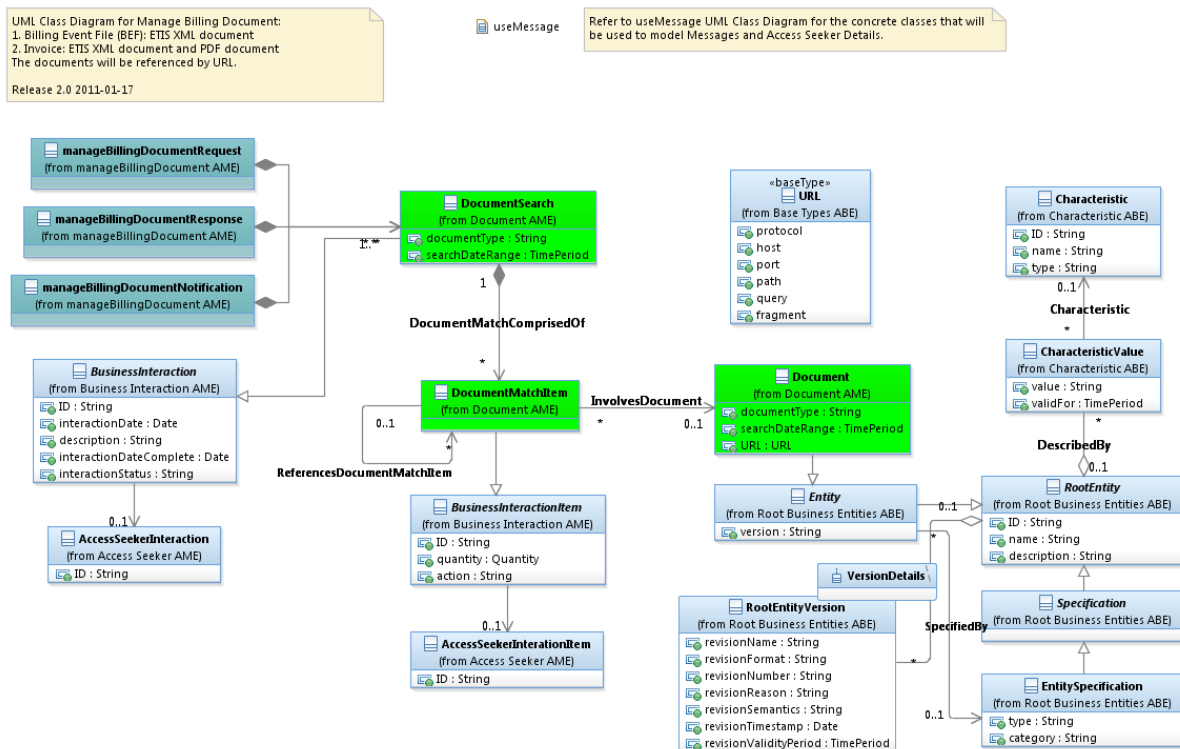 UML Class Diagram for Manage Billing Document:
1. Billing Event File (BEF): ETIS XML document
2. Invoice: ETIS XML document and PDF document
The documents will be referenced by URL.
Release 2.0 2011-01-17
useMessage
Refer to useMessage UML Class Diagram for the concrete classes that will
be used to model Messages and Access Seeker Details.
manageBillingDocumentRequest
(from manageBillingDocument AME)
manageBillingDocumentResponse
(from manageBillingDocument AME)
manageBillingDocumentNotification
(from manageBillingDocument AME)
DocumentSearch
(from Document AME)
documentType : String
searchDateRange : TimePeriod
1
DocumentMatchComprisedOf
*
«baseType»
URL
(from Base Types ABE)
protocol
host
port
path
query
fragment
Characteristic
(from Characteristic ABE)
ID : String
name : String
type : String
0..1
Characteristic
*
CharacteristicValue
(from Characteristic ABE)
value : String
validFor : TimePeriod
*
DescribedBy
0..1
BusinessInteraction
(from Business Interaction AME)
ID : String
interactionDate : Date
description : String
interactionDateComplete : Date
interactionStatus : String
0..1
AccessSeekerInteraction
(from Access Seeker AME)
ID : String
DocumentMatchItem
(from Document AME)
0..1
*
ReferencesDocumentMatchItem
InvolvesDocument
*
0..1
Document
(from Document AME)
documentType : String
searchDateRange : TimePeriod
URL : URL
BusinessInteractionItem
(from Business Interaction AME)
ID : String
quantity : Quantity
action : String
0..1
AccessSeekerInterationItem
(from Access Seeker AME)
ID : String
Entity
(from Root Business Entities ABE)
version : String
0..1
*
RootEntity
(from Root Business Entities ABE)
ID : String
name : String
description : String
VersionDetails
Specification
(from Root Business Entities ABE)
SpecifiedBy
*
0..1
RootEntityVersion
(from Root Business Entities ABE)
revisionName : String
revisionFormat : String
revisionNumber : String
revisionReason : String
revisionSemantics : String
revisionTimestamp : Date
revisionValidityPeriod : TimePeriod
EntitySpecification
(from Root Business Entities ABE)
type : String
category : String